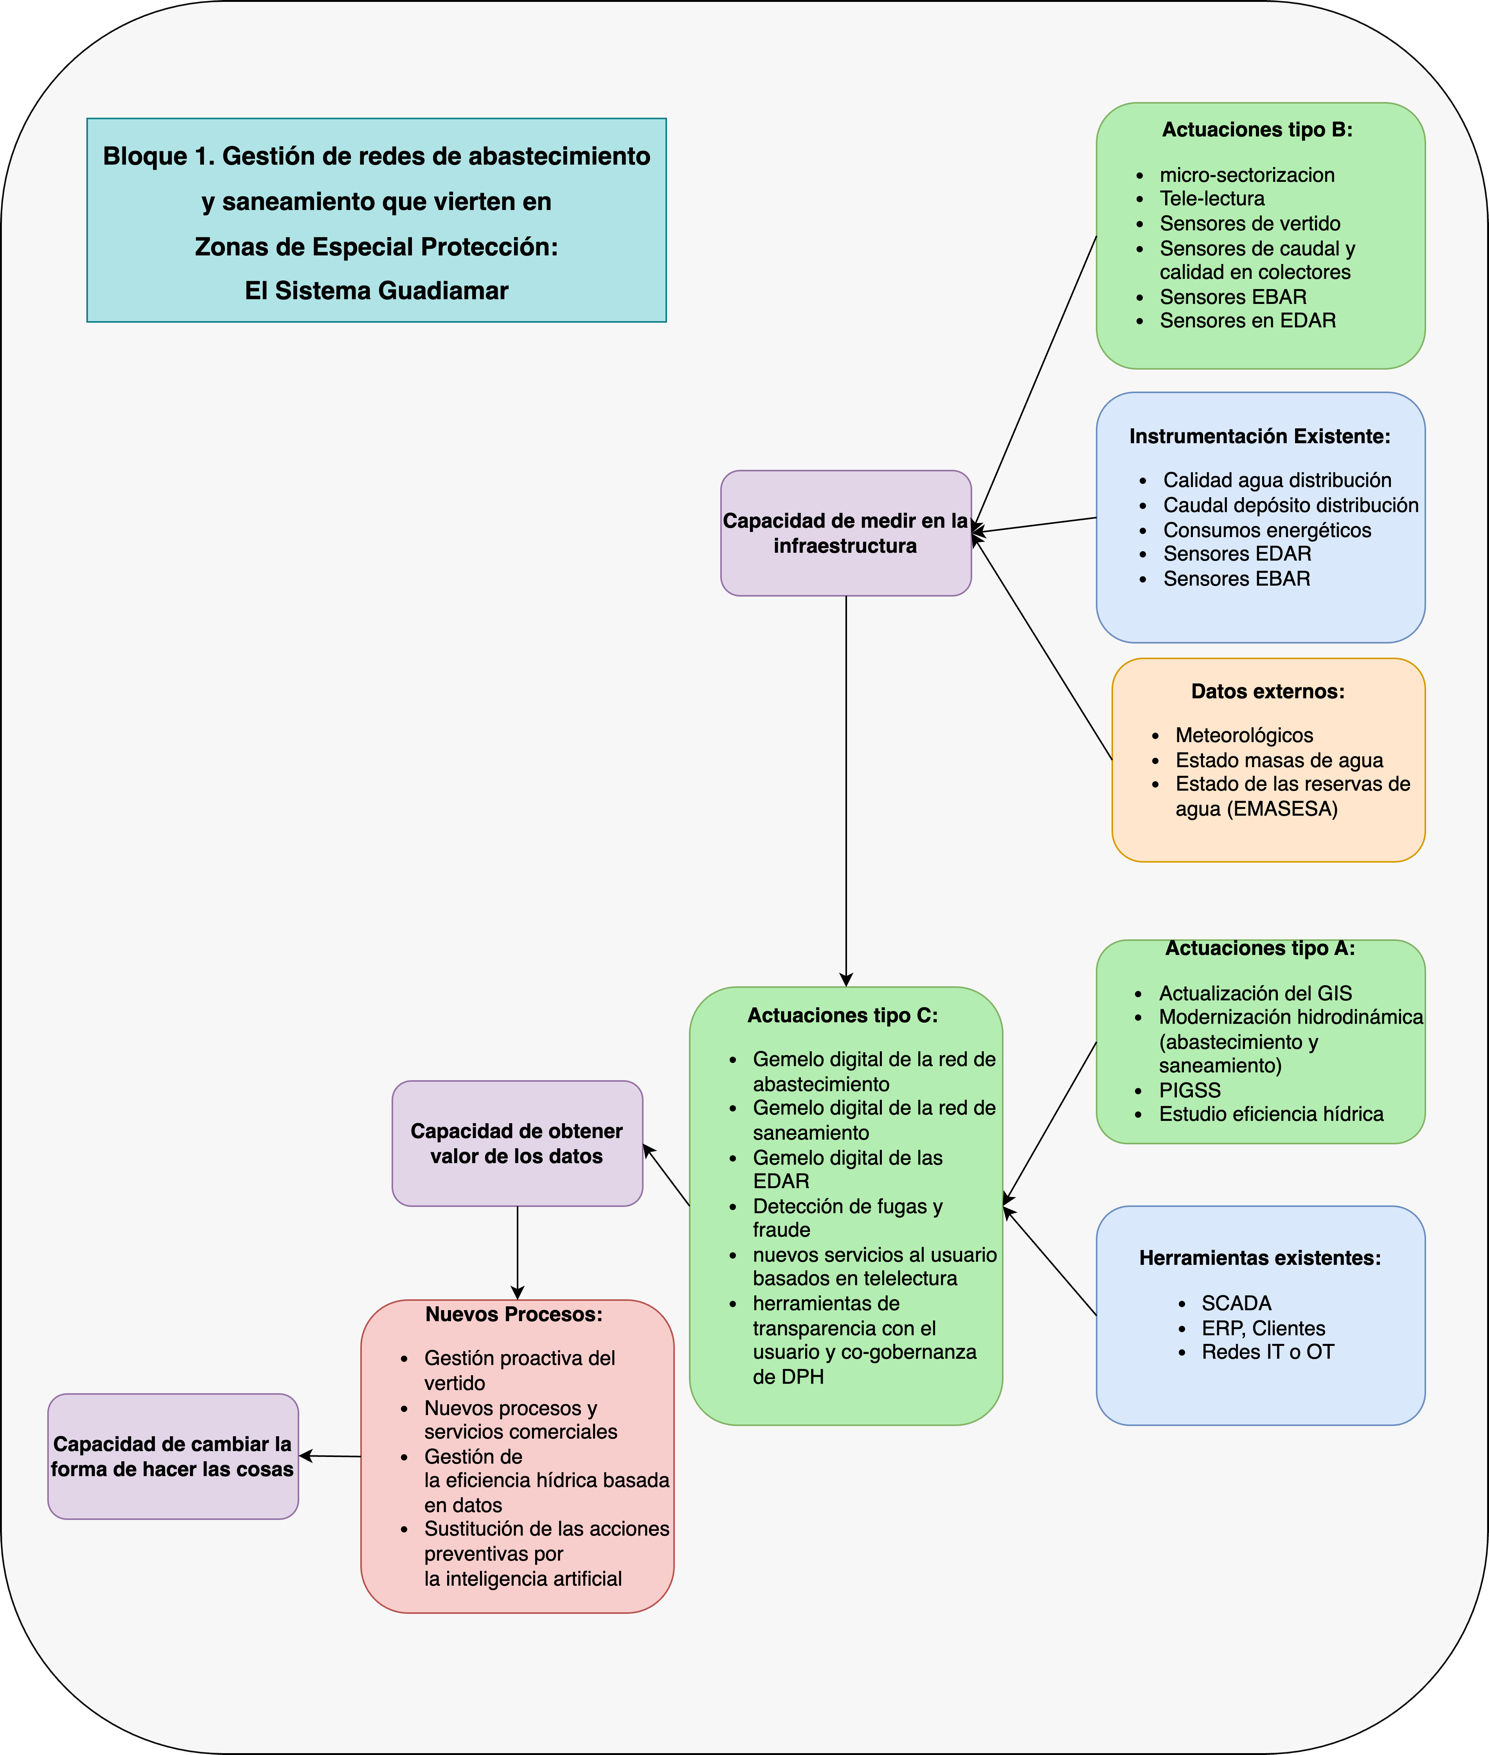 Bloque 1. Gestión de redes de abastecimiento
y saneamiento que vierten en
Zonas de Especial Protección:
El Sistema Guadiamar
Actuaciones tipo B:
• micro-sectorizacion
• Tele-lectura
• Sensores de vertido
• Sensores de caudal y
calidad en colectores
• Sensores EBAR
• Sensores en EDAR
Instrumentación Existente:
• Calidad agua distribución
• Caudal depósito distribución
• Consumos energéticos
• Sensores EDAR
• Sensores EBAR
Capacidad de medir en la
infraestructura
Datos externos:
• Meteorológicos
• Estado masas de agua
• Estado de las reservas de
agua (EMASESA)
Actuaciones tipo A:
• Actualización del GIS
• Modernización hidrodinámica
(abastecimiento y
saneamiento)
• PIGSS
• Estudio eficiencia hídrica
Actuaciones tipo C:
• Gemelo digital de la red de
abastecimiento
• Gemelo digital de la red de
saneamiento
• Gemelo digital de las
EDAR
• Detección de fugas y
fraude
• nuevos servicios al usuario
basados en telelectura
• herramientas de
transparencia con el
usuario y co-gobernanza
de DPH
Herramientas existentes:
• SCADA
• ERP, Clientes
• Redes IT o OT
Capacidad de obtener
valor de los datos
Nuevos Procesos:
• Gestión proactiva del
vertido
• Nuevos procesos y
servicios comerciales
• Gestión de
la eficiencia hídrica basada
en datos
• Sustitución de las acciones
preventivas por
la inteligencia artificial
Capacidad de cambiar la
forma de hacer las cosas